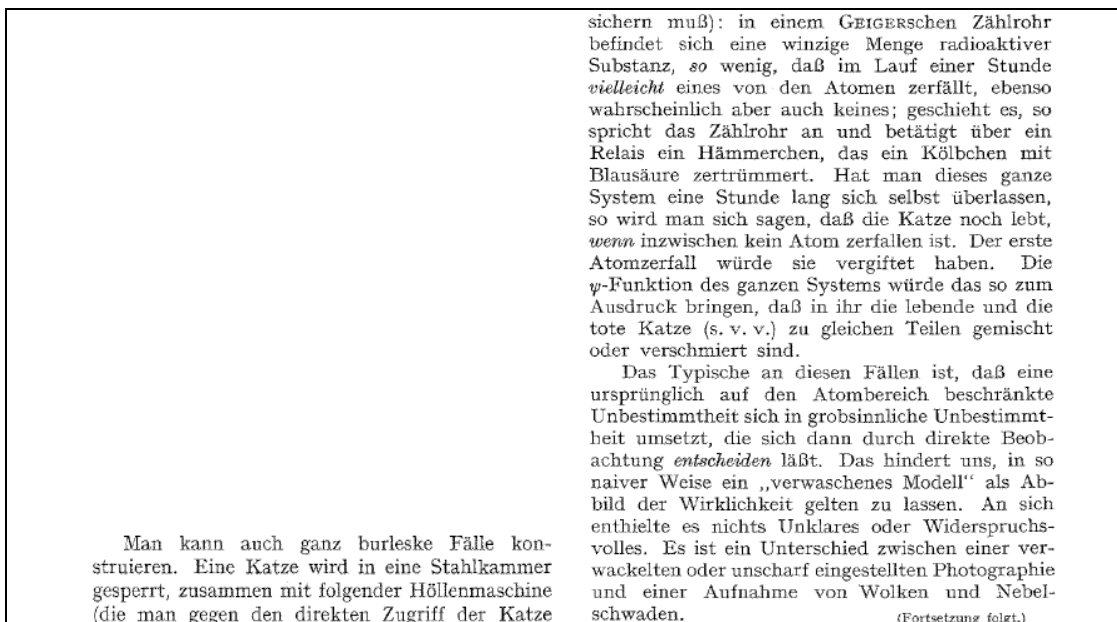 Man kann auch ganz burleske Fälle kon-
struieren. Eine Katze wird in eine Stahlkammer
gesperrt, zusammen mit folgender Höllenmaschine
(die man gegen den direkten Zugriff der Katze
sichern muß): in einem GEIGERschen Zählrohr
befindet sich eine winzige Menge radioaktiver
Substanz, so wenig, daß im Lauf einer Stunde
vielleicht eines von den Atomen zerfällt, ebenso
wahrscheinlich aber auch keines; geschieht es, so
spricht das Zählrohr an und betätigt über ein
Relais ein Hämmerchen, das ein Kölbchen mit
Blausäure zertrümmert. Hat man dieses ganze
System eine Stunde lang sich selbst überlassen,
so wird man sich sagen, daß die Katze noch lebt,
wenn inzwischen kein Atom zerfallen ist. Der erste
Atomzerfall würde sie vergiftet haben. Die
ψ-Funktion des ganzen Systems würde das so zum
Ausdruck bringen, daß in ihr die lebende und die
tote Katze (s. v. v.) zu gleichen Teilen gemischt
oder verschmiert sind.
Das Typische an diesen Fällen ist, daß eine
ursprünglich auf den Atombereich beschränkte
Unbestimmtheit sich in grobsinnliche Unbestimmt-
heit umsetzt, die sich dann durch direkte Beob-
achtung entscheiden läßt. Das hindert uns, in so
naiver Weise ein „verwaschenes Modell“ als Ab-
bild der Wirklichkeit gelten zu lassen. An sich
enthielte es nichts Unklares oder Widerspruchs-
volles. Es ist ein Unterschied zwischen einer ver-
wackelten oder unscharf eingestellten Photographie
und einer Aufnahme von Wolken und Nebel-
schwaden. (Fortsetzung folgt.)